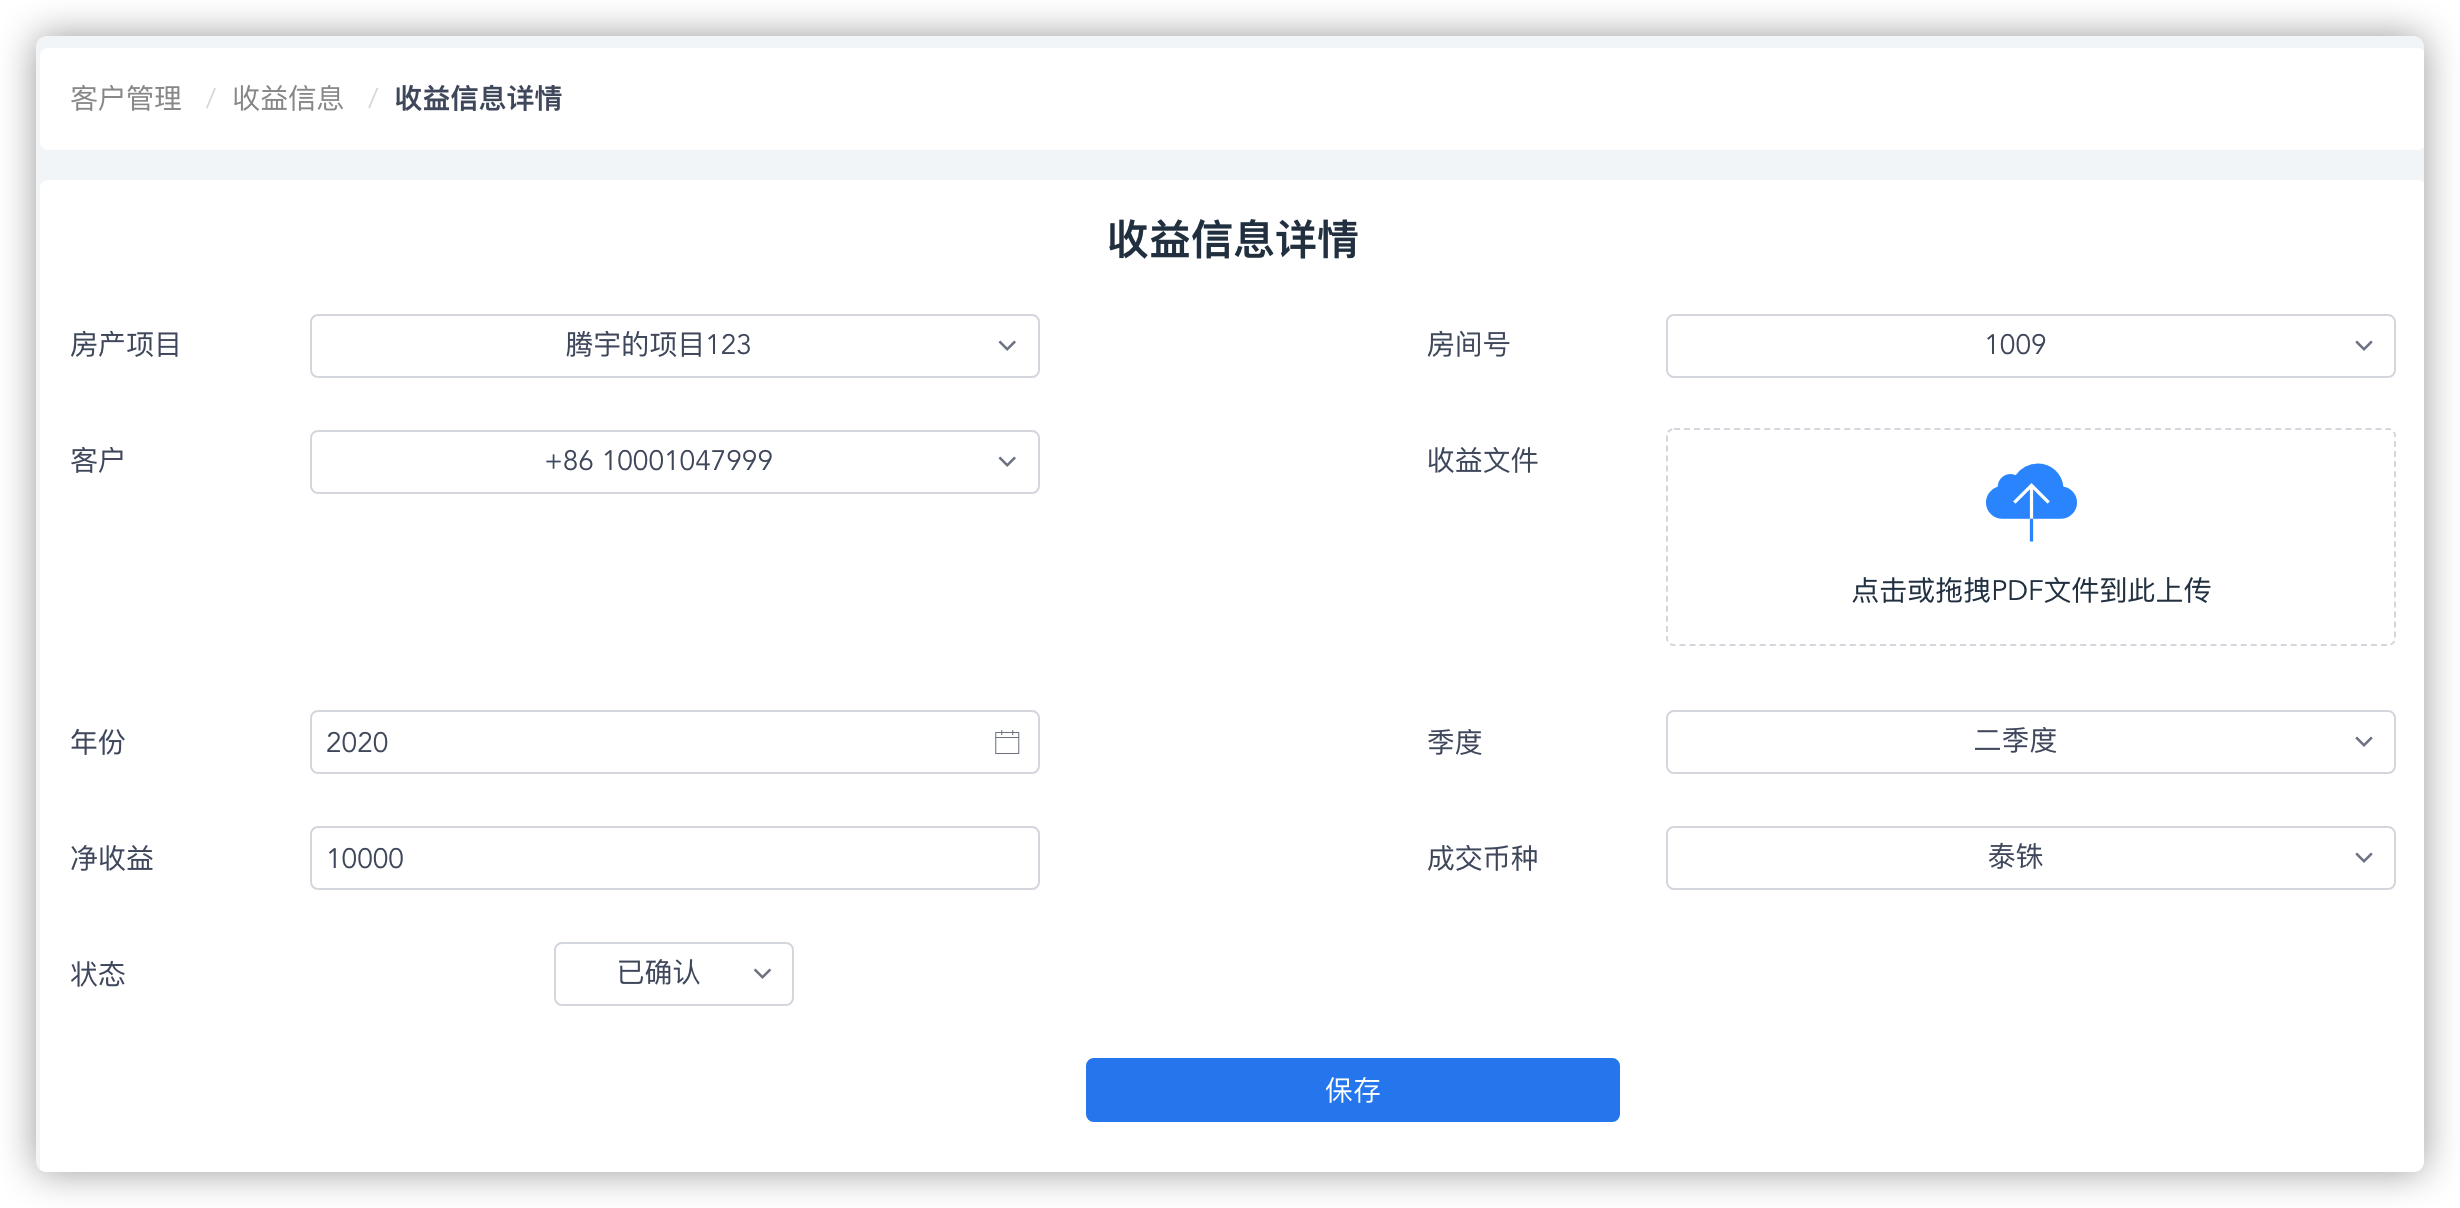 客户管理 / 收益信息 / 收益信息详情
收益信息详情
房产项目 腾宇的项目123 房间号 1009
客户 +86 10001047999 收益文件
点击或拖拽PDF文件到此上传
年份 2020 季度 二季度
净收益 10000 成交币种 泰铢
状态 已确认
保存